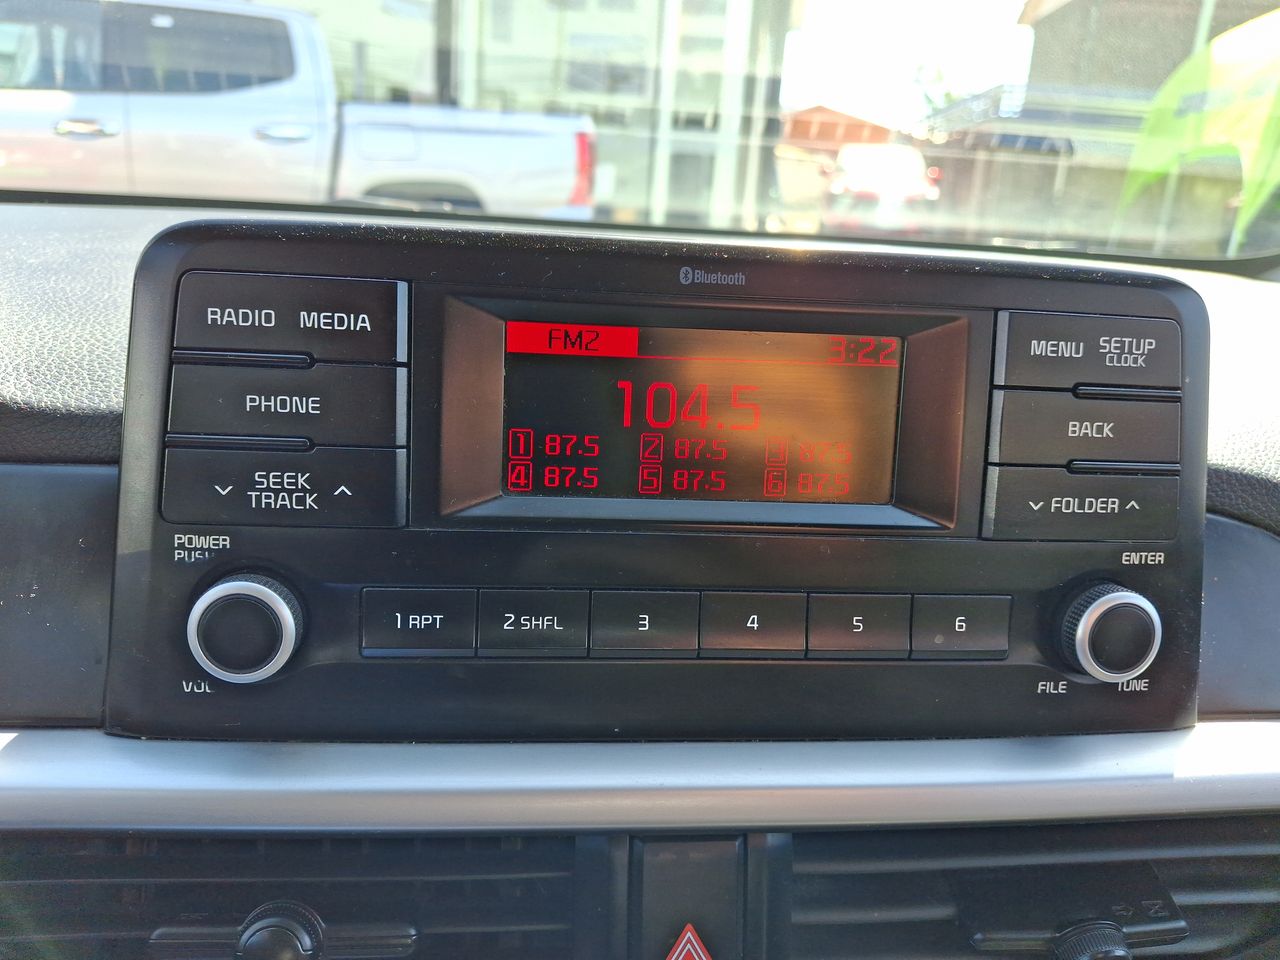 Bluetooth
RADIO MEDIA
PHONE
SEEK
TRACK
POWER
PUSH
VOL
FM2 3:22
104.5
1 87.5 2 87.5 3 87.5
4 87.5 5 87.5 6 87.5
MENU SETUP
CLOCK
BACK
FOLDER
ENTER
1 RPT 2 SHFL 3 4 5 6
FILE TUNE